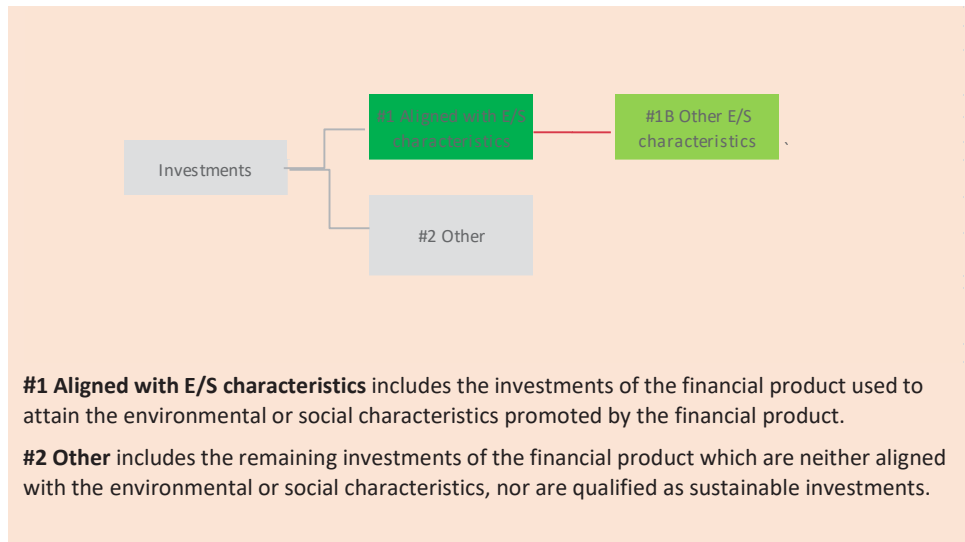 #1 Aligned with E/S
characteristics
#1B Other E/S
characteristics
`
Investments
#2 Other
#1 Aligned with E/S characteristics includes the investments of the financial product used to
attain the environmental or social characteristics promoted by the financial product.
#2 Other includes the remaining investments of the financial product which are neither aligned
with the environmental or social characteristics, nor are qualified as sustainable investments.